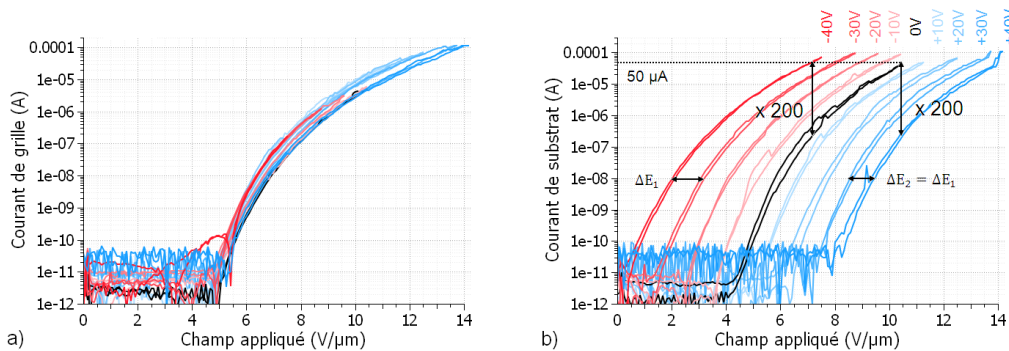 a)
Courant de grille (A)
0.0001
1e-05
1e-06
1e-07
1e-08
1e-09
1e-10
1e-11
1e-12
0 2 4 6 8 10 12 14
Champ appliqué (V/µm)
b)
-40V -30V -20V -10V 0V +10V +20V +30V +40V
Courant de substrat (A)
0.0001
1e-05
1e-06
1e-07
1e-08
1e-09
1e-10
1e-11
1e-12
50 µA
x 200
x 200
ΔE₁
ΔE₂ = ΔE₁
0 2 4 6 8 10 12 14
Champ appliqué (V/µm)